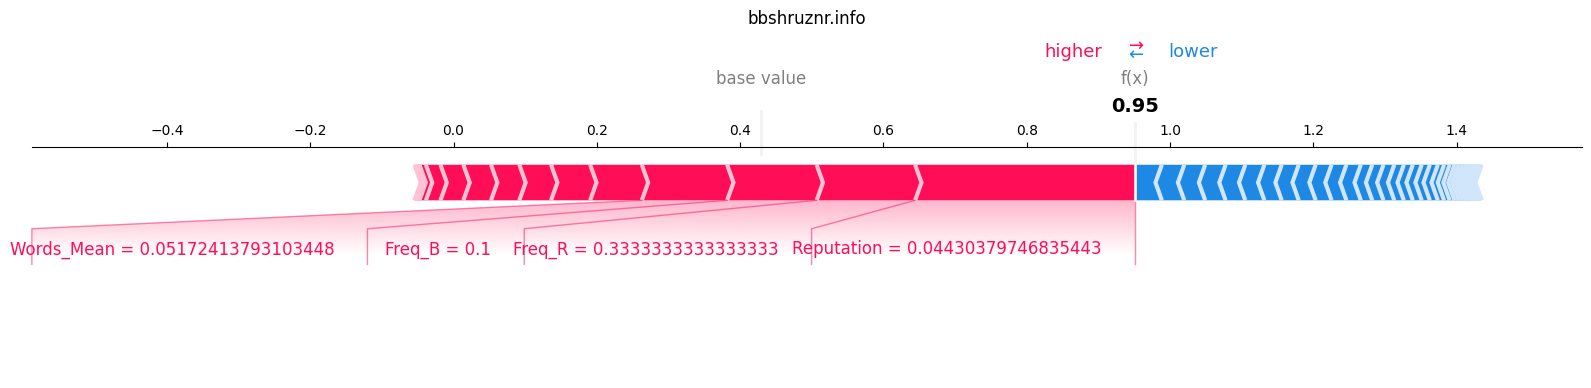 bbshruznr.info
higher ⇄ lower
base value f(x)
0.95
−0.4 −0.2 0.0 0.2 0.4 0.6 0.8 1.0 1.2 1.4
Words_Mean = 0.05172413793103448 Freq_B = 0.1 Freq_R = 0.3333333333333333 Reputation = 0.04430379746835443